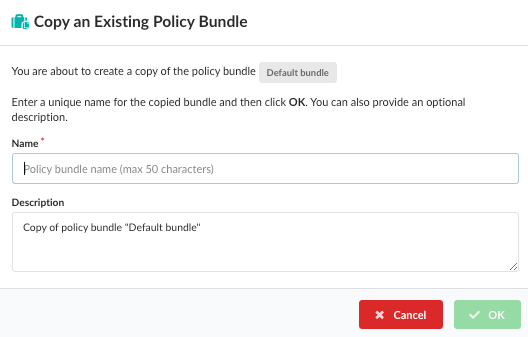 Copy an Existing Policy Bundle
You are about to create a copy of the policy bundle Default bundle
Enter a unique name for the copied bundle and then click OK. You can also provide an optional
description.
Name *
Policy bundle name (max 50 characters)
Description
Copy of policy bundle "Default bundle"
Cancel OK